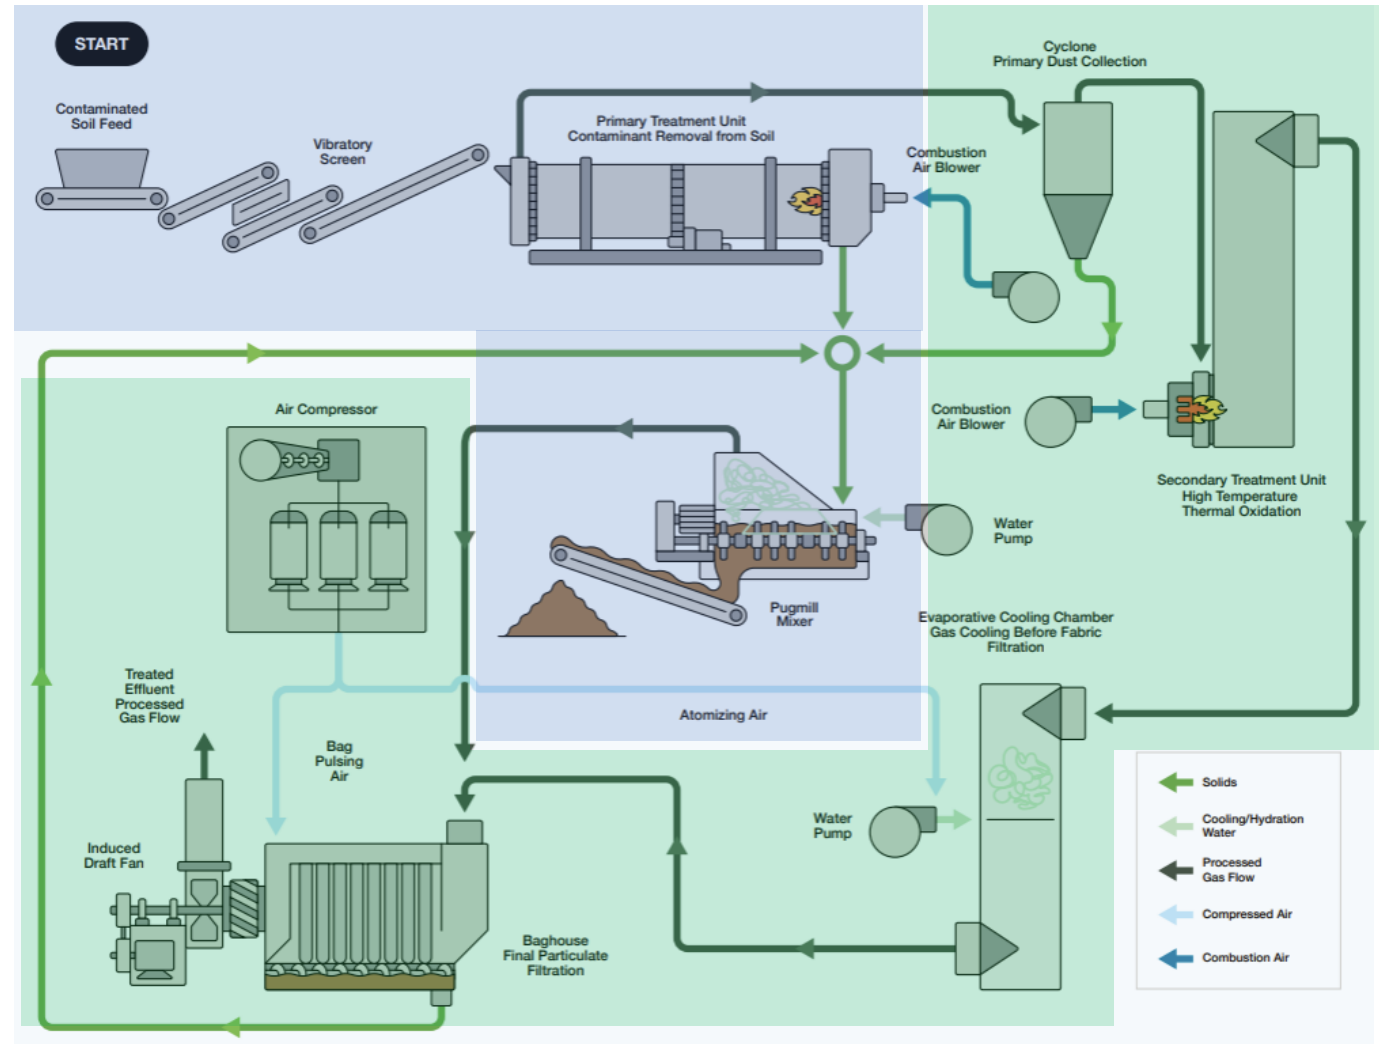 START
Contaminated
Soil Feed
Vibratory
Screen
Primary Treatment Unit
Contaminant Removal from Soil
Combustion
Air Blower
Cyclone
Primary Dust Collection
Air Compressor
Combustion
Air Blower
Secondary Treatment Unit
High Temperature
Thermal Oxidation
Water
Pump
Pugmill
Mixer
Evaporative Cooling Chamber
Gas Cooling Before Fabric
Filtration
Treated
Effluent
Processed
Gas Flow
Atomizing Air
Bag
Pulsing
Air
Water
Pump
Induced
Draft Fan
Baghouse
Final Particulate
Filtration
Solids
Cooling/Hydration
Water
Processed
Gas Flow
Compressed Air
Combustion Air